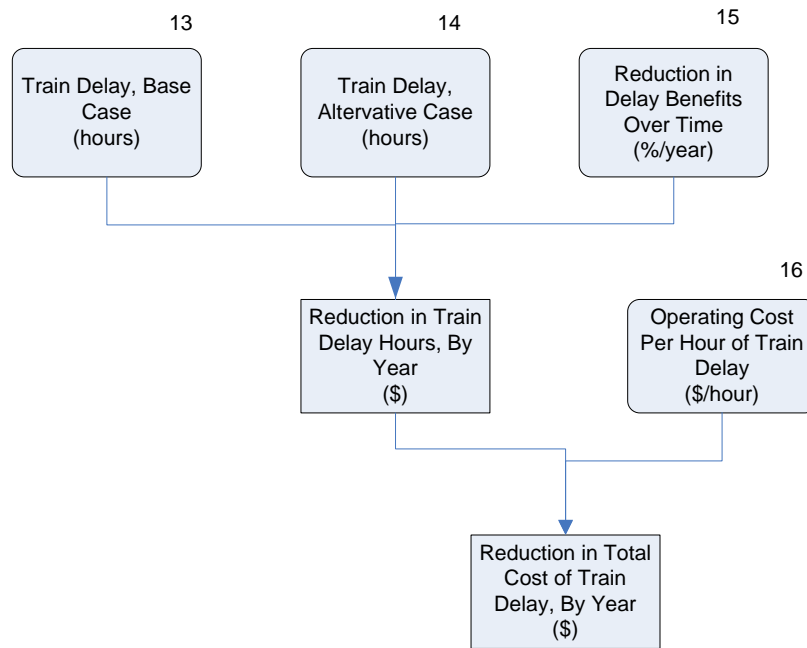 13
14
15
Train Delay, Base
Case
(hours)
Train Delay,
Altervative Case
(hours)
Reduction in
Delay Benefits
Over Time
(%/year)
16
Reduction in Train
Delay Hours, By
Year
($)
Operating Cost
Per Hour of Train
Delay
($/hour)
Reduction in Total
Cost of Train
Delay, By Year
($)